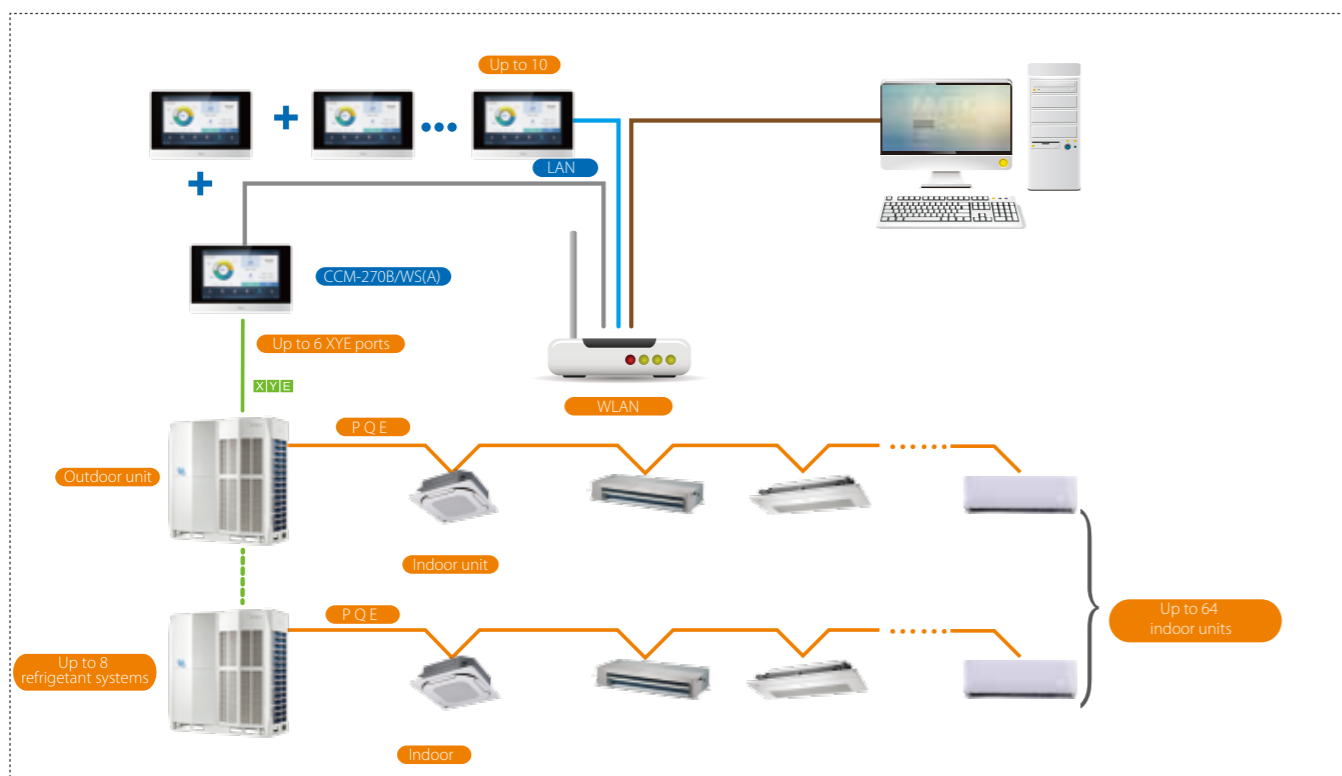 Up to 10
LAN
CCM-270B/WS(A)
Up to 6 XYE ports
X Y E
WLAN
P Q E
Outdoor unit
Indoor unit
P Q E
Up to 64
indoor units
Up to 8
refrigetant systems
Indoor